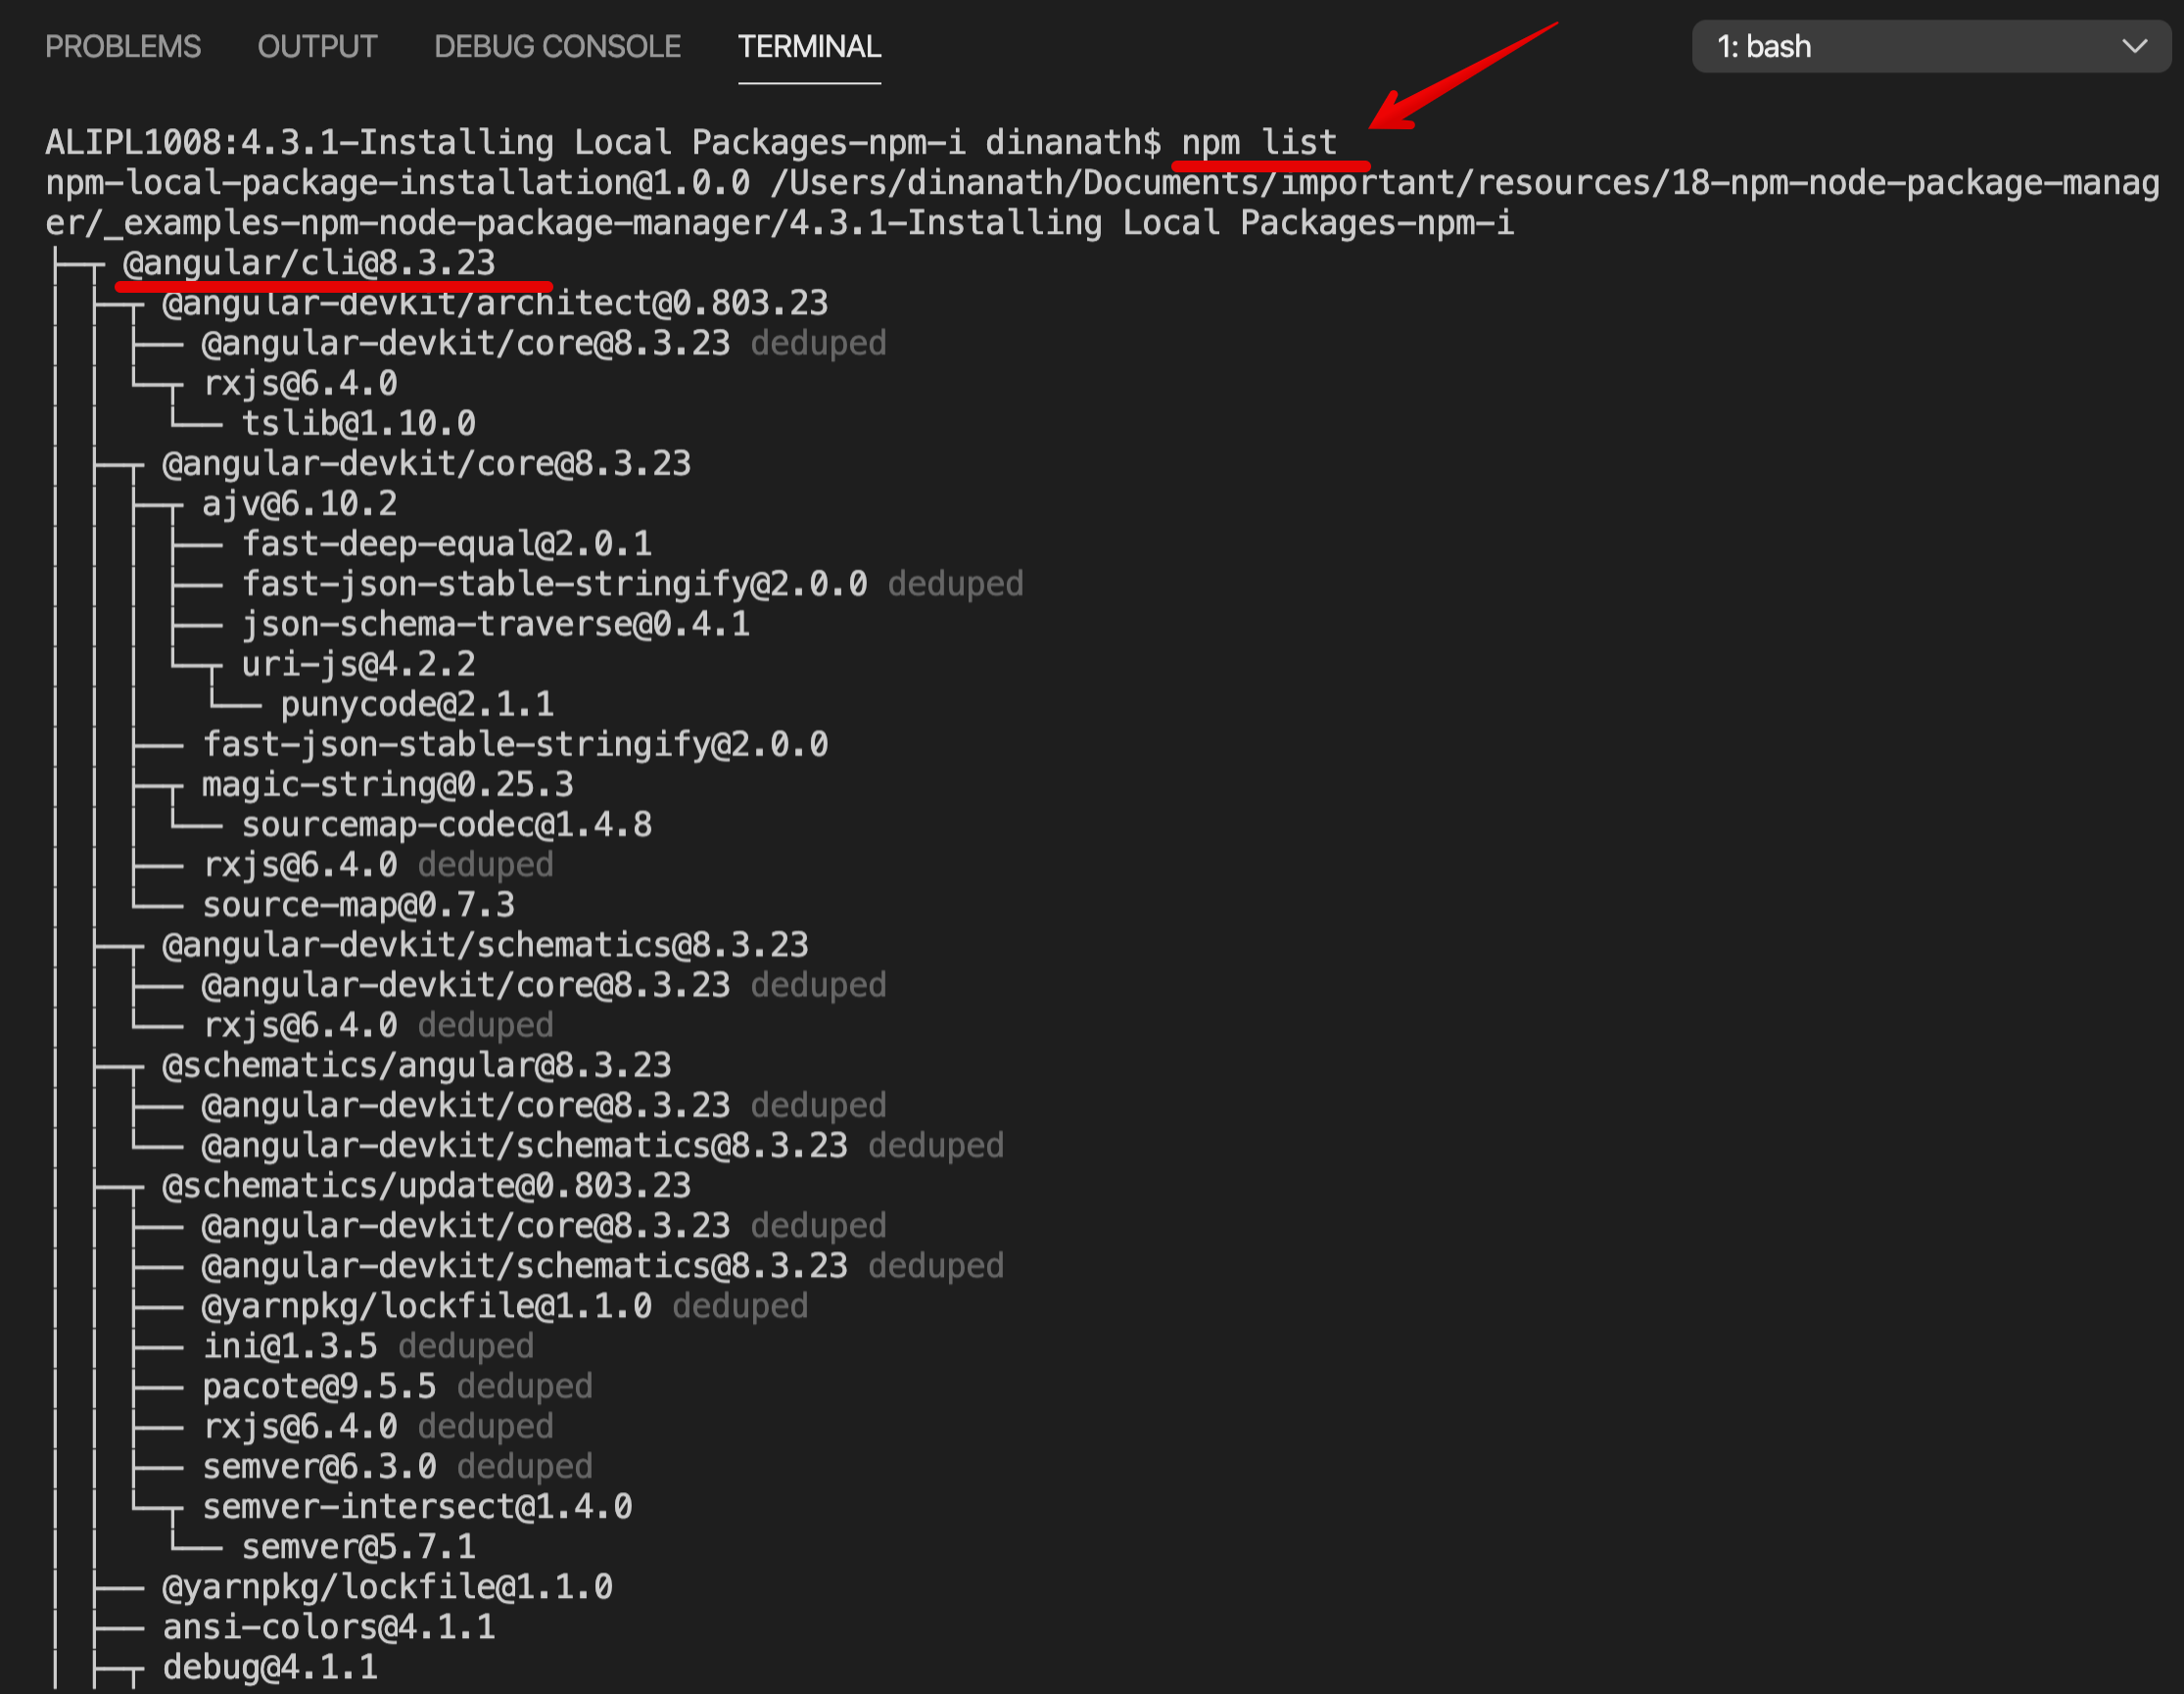 PROBLEMS OUTPUT DEBUG CONSOLE TERMINAL 1: bash
ALIPL1008:4.3.1-Installing Local Packages-npm-i dinanath$ npm list
npm-local-package-installation@1.0.0 /Users/dinanath/Documents/important/resources/18-npm-node-package-manag
er/_examples-npm-node-package-manager/4.3.1-Installing Local Packages-npm-i
├─┬ @angular/cli@8.3.23
│ ├─┬ @angular-devkit/architect@0.803.23
│ │ ├── @angular-devkit/core@8.3.23 deduped
│ │ └─┬ rxjs@6.4.0
│ │   └── tslib@1.10.0
│ ├─┬ @angular-devkit/core@8.3.23
│ │ ├─┬ ajv@6.10.2
│ │ │ ├── fast-deep-equal@2.0.1
│ │ │ ├── fast-json-stable-stringify@2.0.0 deduped
│ │ │ ├── json-schema-traverse@0.4.1
│ │ │ └─┬ uri-js@4.2.2
│ │ │   └── punycode@2.1.1
│ │ ├── fast-json-stable-stringify@2.0.0
│ │ ├─┬ magic-string@0.25.3
│ │ │ └── sourcemap-codec@1.4.8
│ │ ├── rxjs@6.4.0 deduped
│ │ └── source-map@0.7.3
│ ├─┬ @angular-devkit/schematics@8.3.23
│ │ ├── @angular-devkit/core@8.3.23 deduped
│ │ └── rxjs@6.4.0 deduped
│ ├─┬ @schematics/angular@8.3.23
│ │ ├── @angular-devkit/core@8.3.23 deduped
│ │ └── @angular-devkit/schematics@8.3.23 deduped
│ ├─┬ @schematics/update@0.803.23
│ │ ├── @angular-devkit/core@8.3.23 deduped
│ │ ├── @angular-devkit/schematics@8.3.23 deduped
│ │ ├── @yarnpkg/lockfile@1.1.0 deduped
│ │ ├── ini@1.3.5 deduped
│ │ ├── pacote@9.5.5 deduped
│ │ ├── rxjs@6.4.0 deduped
│ │ ├── semver@6.3.0 deduped
│ │ └─┬ semver-intersect@1.4.0
│ │   └── semver@5.7.1
│ ├── @yarnpkg/lockfile@1.1.0
│ ├── ansi-colors@4.1.1
│ ├─┬ debug@4.1.1